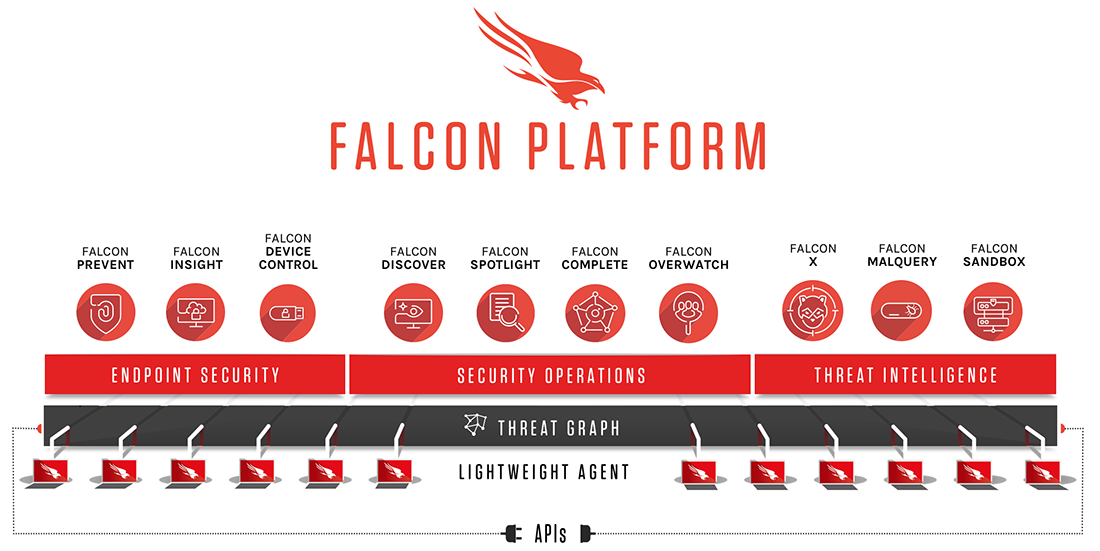 FALCON PLATFORM
FALCON
PREVENT
FALCON
INSIGHT
FALCON
DEVICE
CONTROL
FALCON
DISCOVER
FALCON
SPOTLIGHT
FALCON
COMPLETE
FALCON
OVERWATCH
FALCON
X
FALCON
MALQUERY
FALCON
SANDBOX
ENDPOINT SECURITY
SECURITY OPERATIONS
THREAT INTELLIGENCE
THREAT GRAPH
LIGHTWEIGHT AGENT
APIs